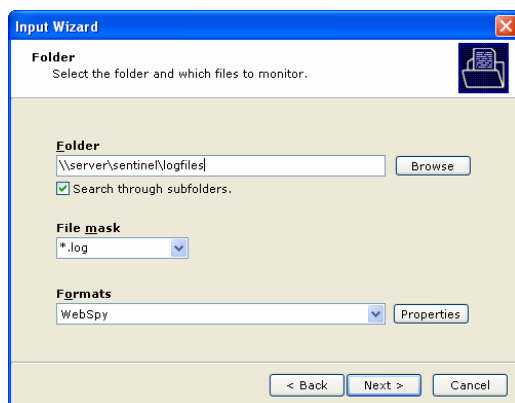 Input Wizard
Folder
Select the folder and which files to monitor.
Folder
\\server\sentinel\logfiles
Browse
Search through subfolders.
File mask
*.log
Formats
WebSpy
Properties
< Back
Next >
Cancel